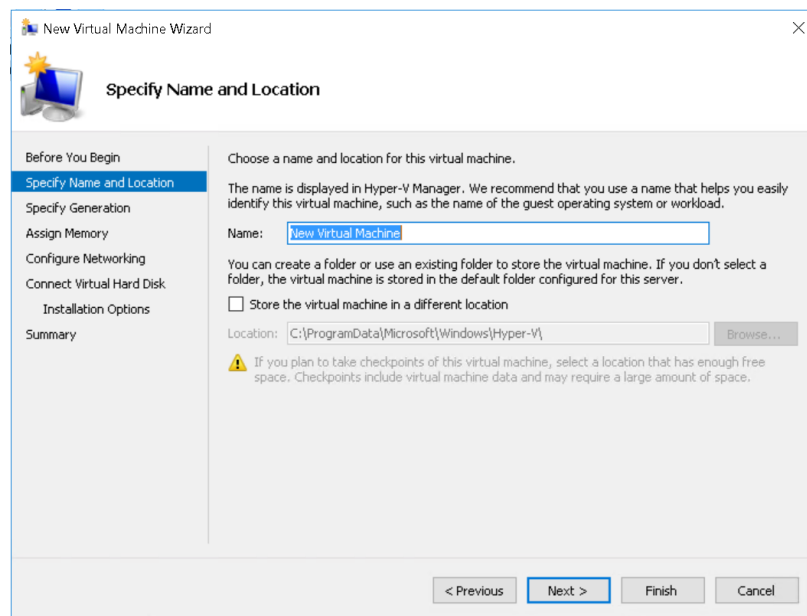 New Virtual Machine Wizard
Specify Name and Location
Before You Begin
Specify Name and Location
Specify Generation
Assign Memory
Configure Networking
Connect Virtual Hard Disk
Installation Options
Summary
Choose a name and location for this virtual machine.
The name is displayed in Hyper-V Manager. We recommend that you use a name that helps you easily
identify this virtual machine, such as the name of the guest operating system or workload.
Name: New Virtual Machine
You can create a folder or use an existing folder to store the virtual machine. If you don't select a
folder, the virtual machine is stored in the default folder configured for this server.
Store the virtual machine in a different location
Location: C:\ProgramData\Microsoft\Windows\Hyper-V\ Browse...
If you plan to take checkpoints of this virtual machine, select a location that has enough free
space. Checkpoints include virtual machine data and may require a large amount of space.
< Previous Next > Finish Cancel